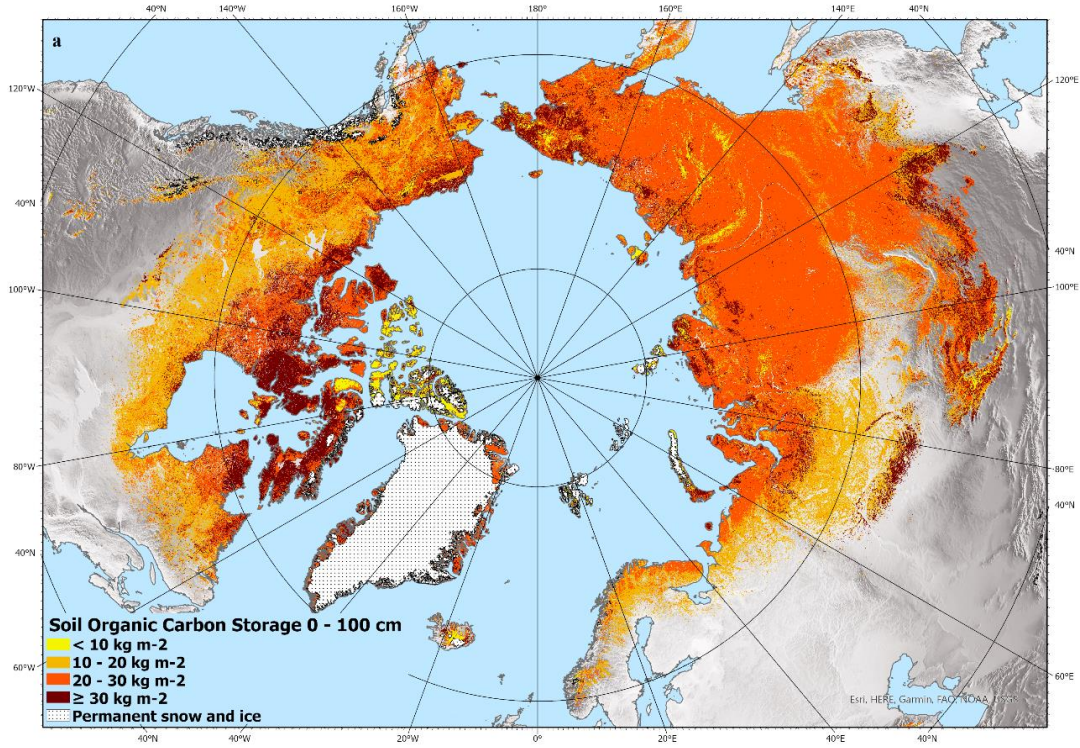 40°N 140°W 160°W 180° 160°E 140°E 40°N
a
120°W
120°E
40°N
40°N
100°W
100°E
80°W
80°E
40°N
40°N
Soil Organic Carbon Storage 0 - 100 cm
< 10 kg m-2
10 - 20 kg m-2
20 - 30 kg m-2
≥ 30 kg m-2
Permanent snow and ice
60°W
60°E
Esri, HERE, Garmin, FAO, NOAA, USGS
40°N 40°W 20°W 0° 20°E 40°E 40°N